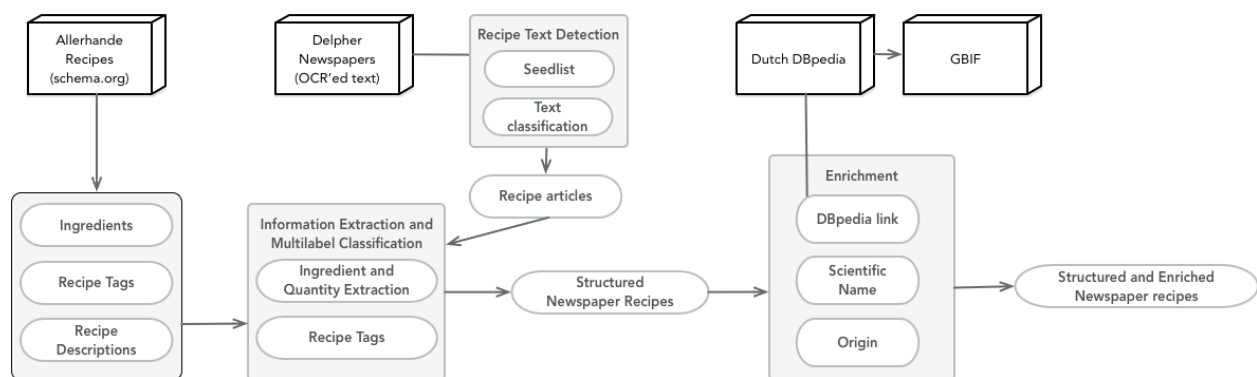 Allerhande
Recipes
(schema.org)
Delpher
Newspapers
(OCR'ed text)
Recipe Text Detection
Seedlist
Text
classification
Dutch DBpedia
GBIF
Recipe articles
Ingredients
Recipe Tags
Recipe
Descriptions
Information Extraction and
Multilabel Classification
Ingredient and
Quantity Extraction
Recipe Tags
Structured
Newspaper Recipes
Enrichment
DBpedia link
Scientific
Name
Origin
Structured and Enriched
Newspaper recipes